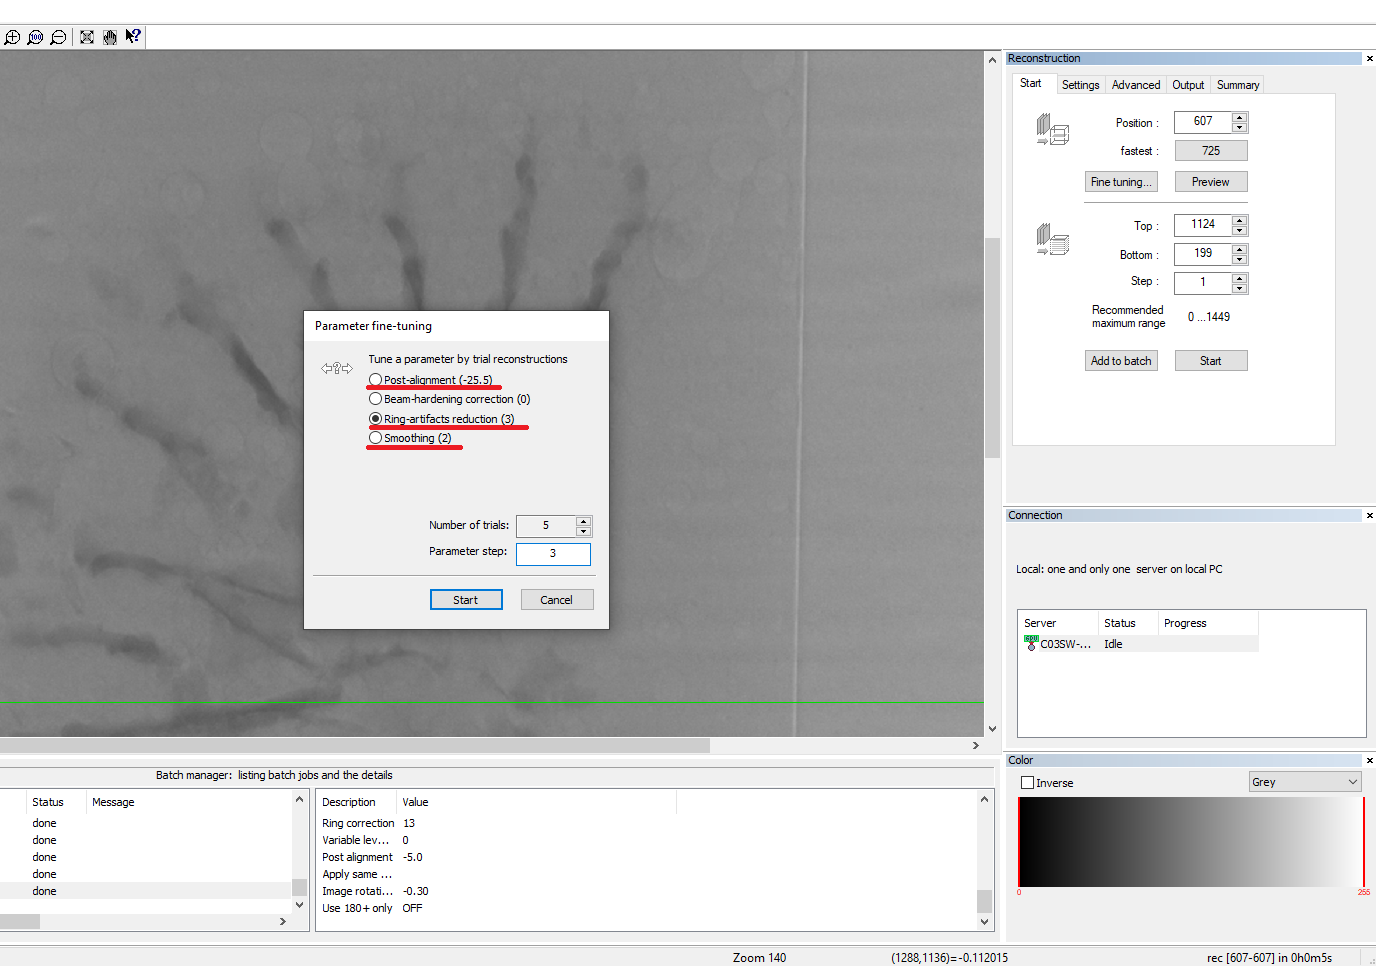 100
Reconstruction
Start Settings Advanced Output Summary
Position : 607
fastest : 725
Fine tuning... Preview
Top : 1124
Bottom : 199
Step : 1
Recommended
maximum range 0 ...1449
Add to batch Start
Parameter fine-tuning
Tune a parameter by trial reconstructions
Post-alignment (-25.5)
Beam-hardening correction (0)
Ring-artifacts reduction (3)
Smoothing (2)
Number of trials: 5
Parameter step: 3
Start Cancel
Connection
Local: one and only one server on local PC
Server Status Progress
GPU
C03SW-... Idle
Color
Inverse Grey
0 255
Batch manager: listing batch jobs and the details
Status Message
done
done
done
done
done
Description Value
Ring correction 13
Variable lev... 0
Post alignment -5.0
Apply same ...
Image rotati... -0.30
Use 180+ only OFF
Zoom 140 (1288,1136)=-0.112015 rec [607-607] in 0h0m5s